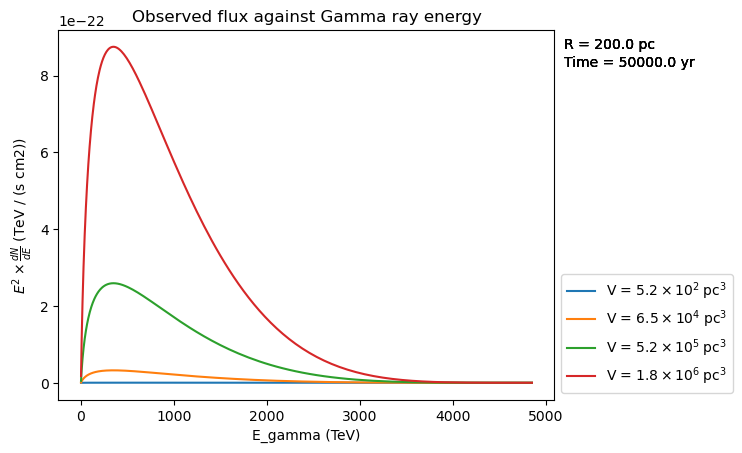 Observed flux against Gamma ray energy
1e−22
R = 200.0 pc
Time = 50000.0 yr
8
6
4
2
0
E² × dN/dE (TeV / (s cm2))
0 1000 2000 3000 4000 5000
E_gamma (TeV)
V = 5.2 × 10² pc³
V = 6.5 × 10⁴ pc³
V = 5.2 × 10⁵ pc³
V = 1.8 × 10⁶ pc³